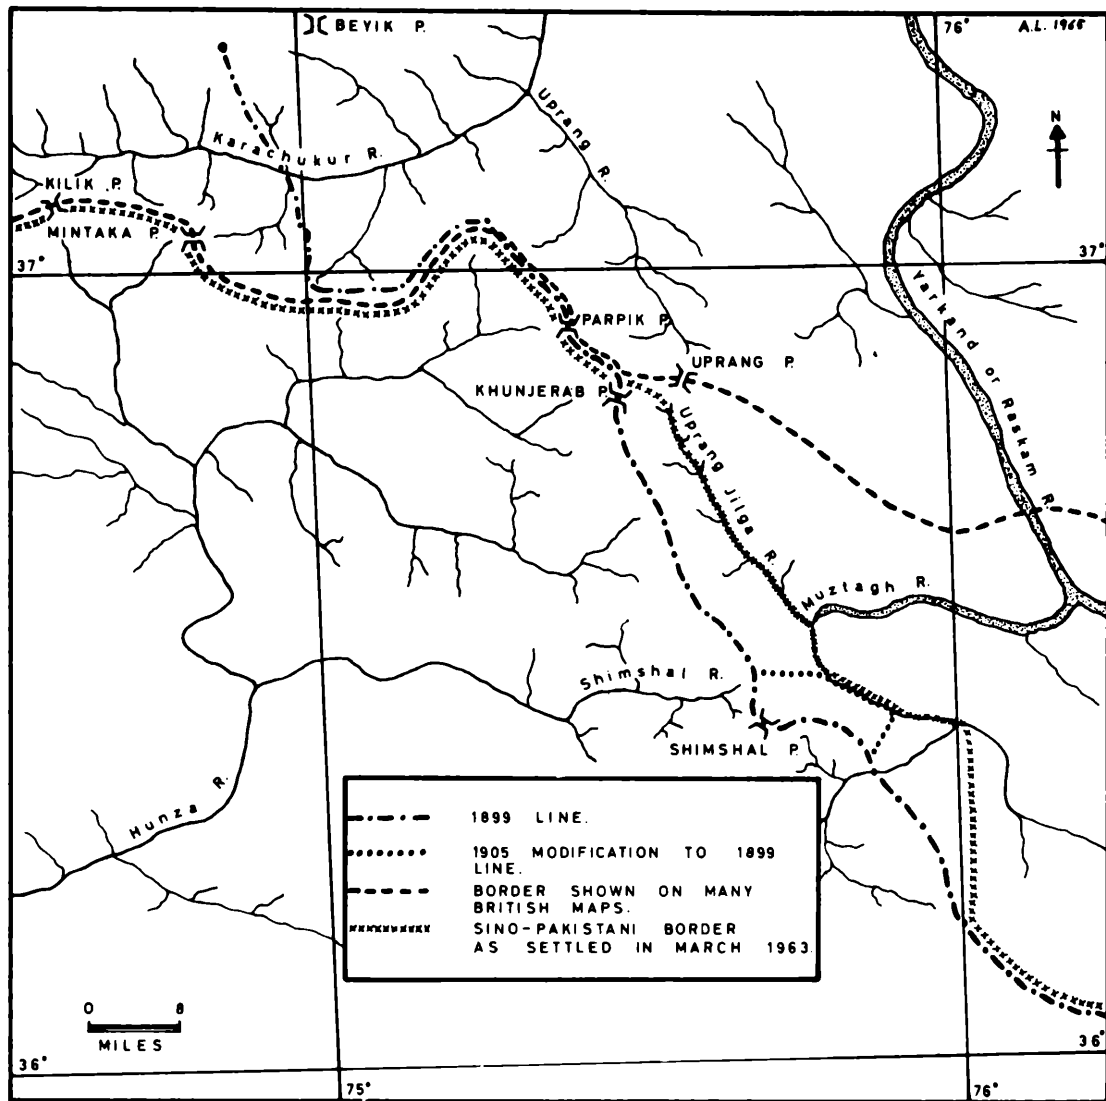 BEYIK P.
76°
A.L. 1965
N
Uprang R.
Karachukur R.
KILIK P.
MINTAKA P.
37°
37°
Yarkand or Raskam R.
PARPIK P.
UPRANG P.
KHUNJERAB P.
Uprang Jilga R.
Muztagh R.
Shimshal R.
SHIMSHAL P.
Hunza R.
1899 LINE.
1905 MODIFICATION TO 1899
LINE.
BORDER SHOWN ON MANY
BRITISH MAPS.
SINO-PAKISTANI BORDER
AS SETTLED IN MARCH 1963.
0 8
MILES
36°
36°
75°
76°